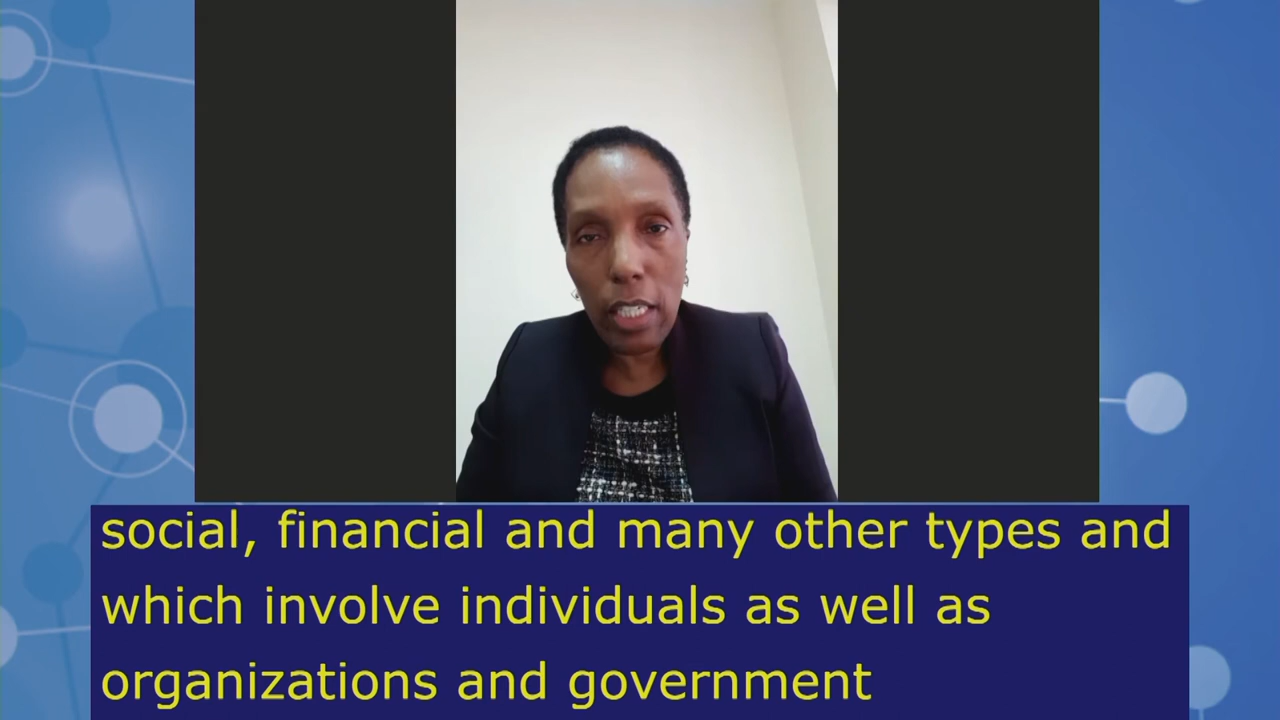 social, financial and many other types and
which involve individuals as well as
organizations and government